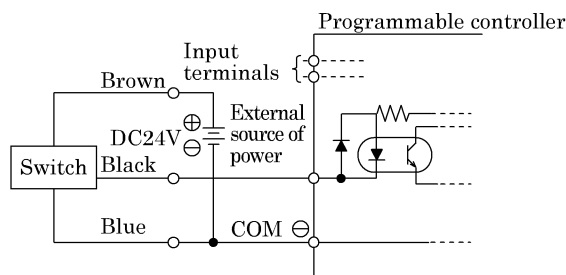 Programmable controller
Input
terminals
Brown
DC24V ⊕
⊖
External
source of
power
Switch
Black
Blue
COM ⊖